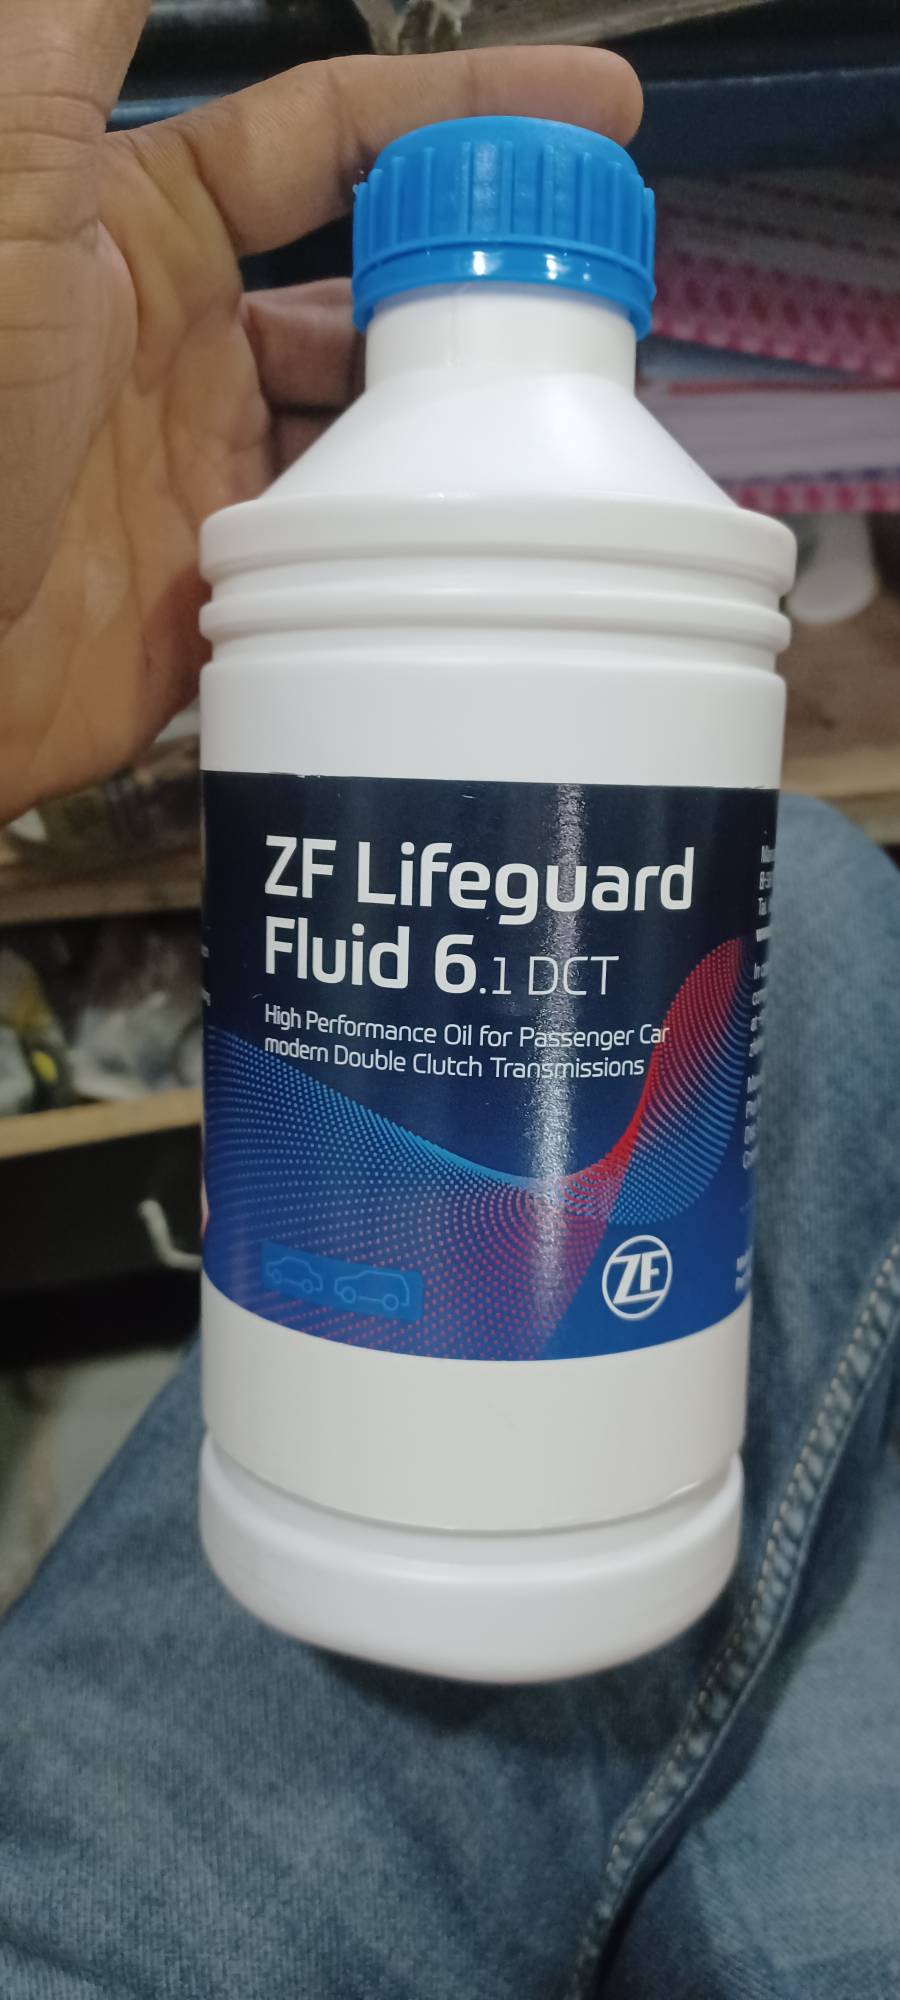 ZF Lifeguard
Fluid 6.1 DCT
High Performance Oil for Passenger Car
modern Double Clutch Transmissions
ZF